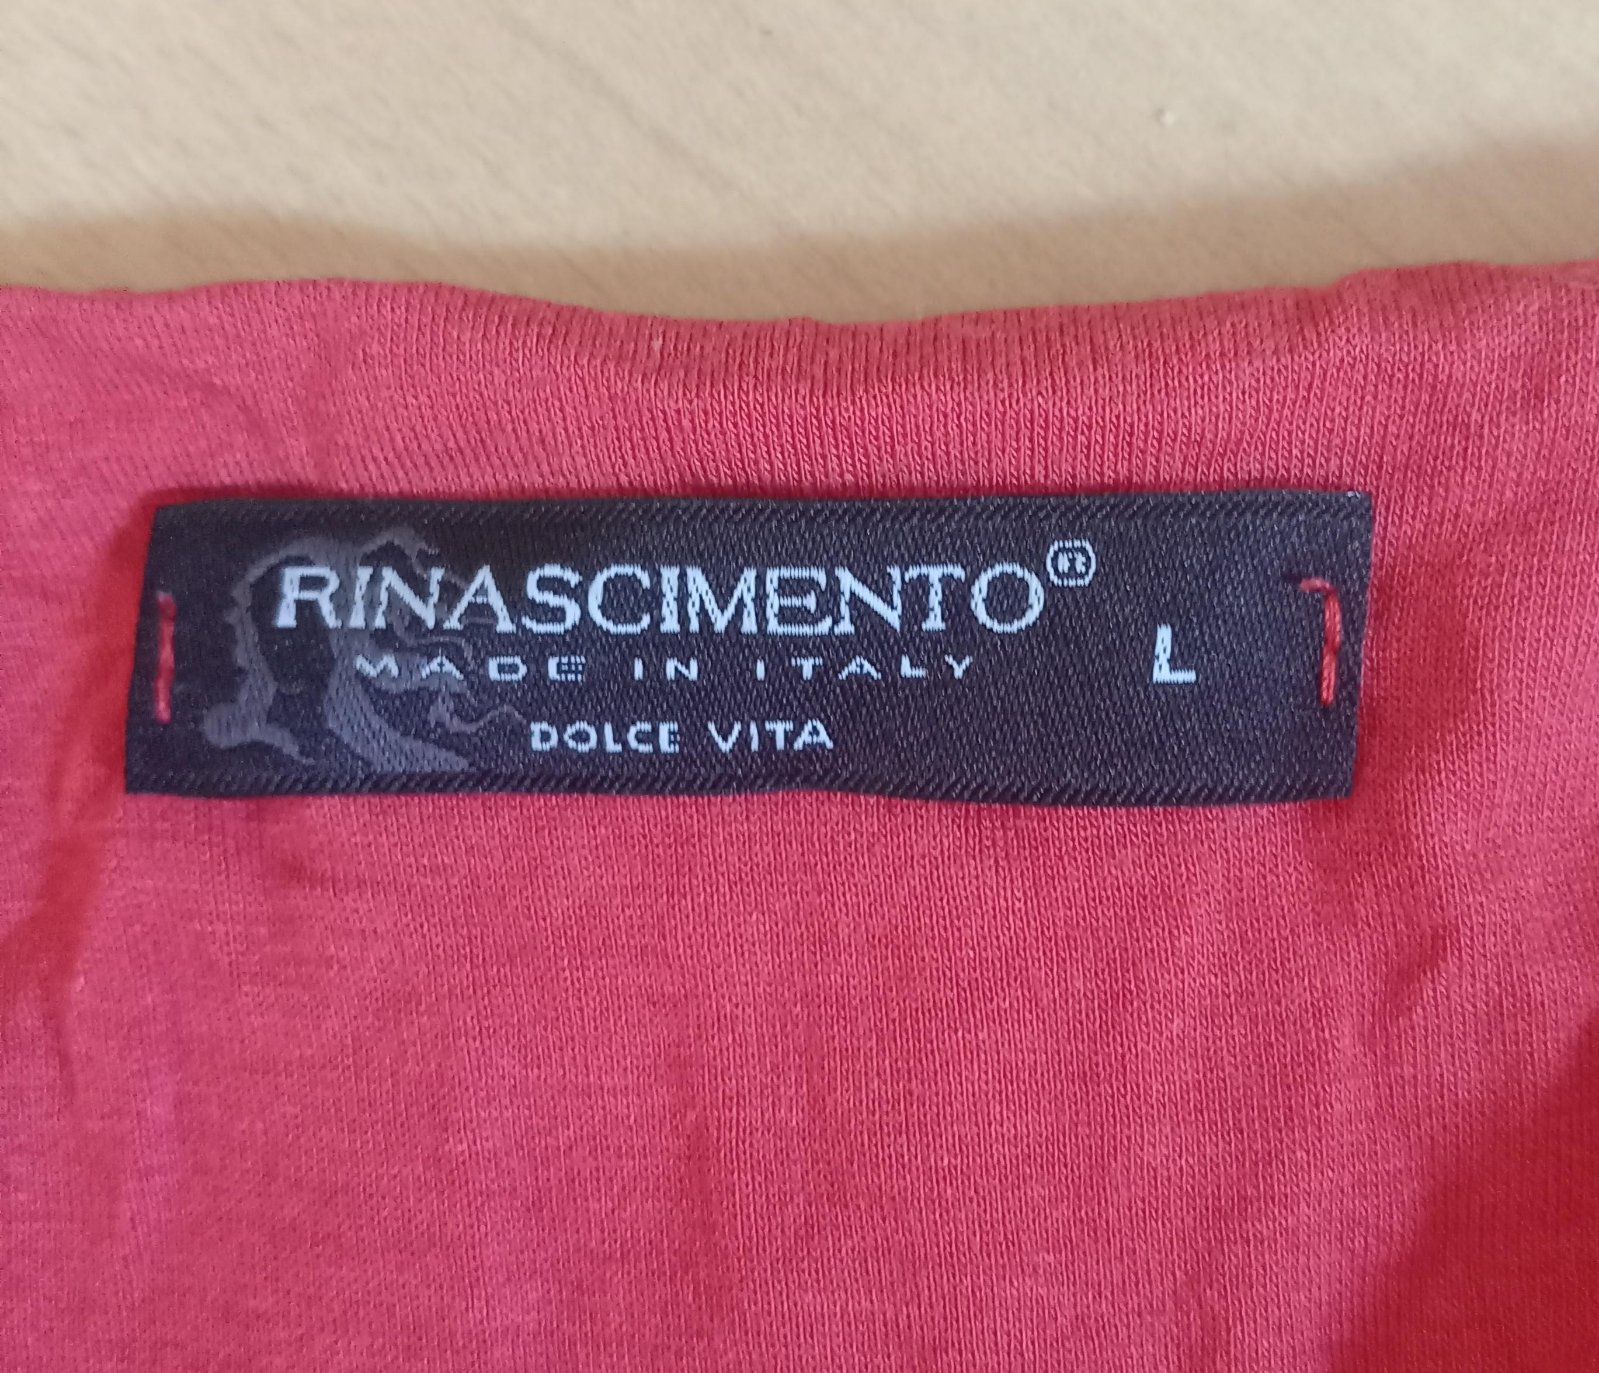 RINASCIMENTO®
MADE IN ITALY
L
DOLCE VITA